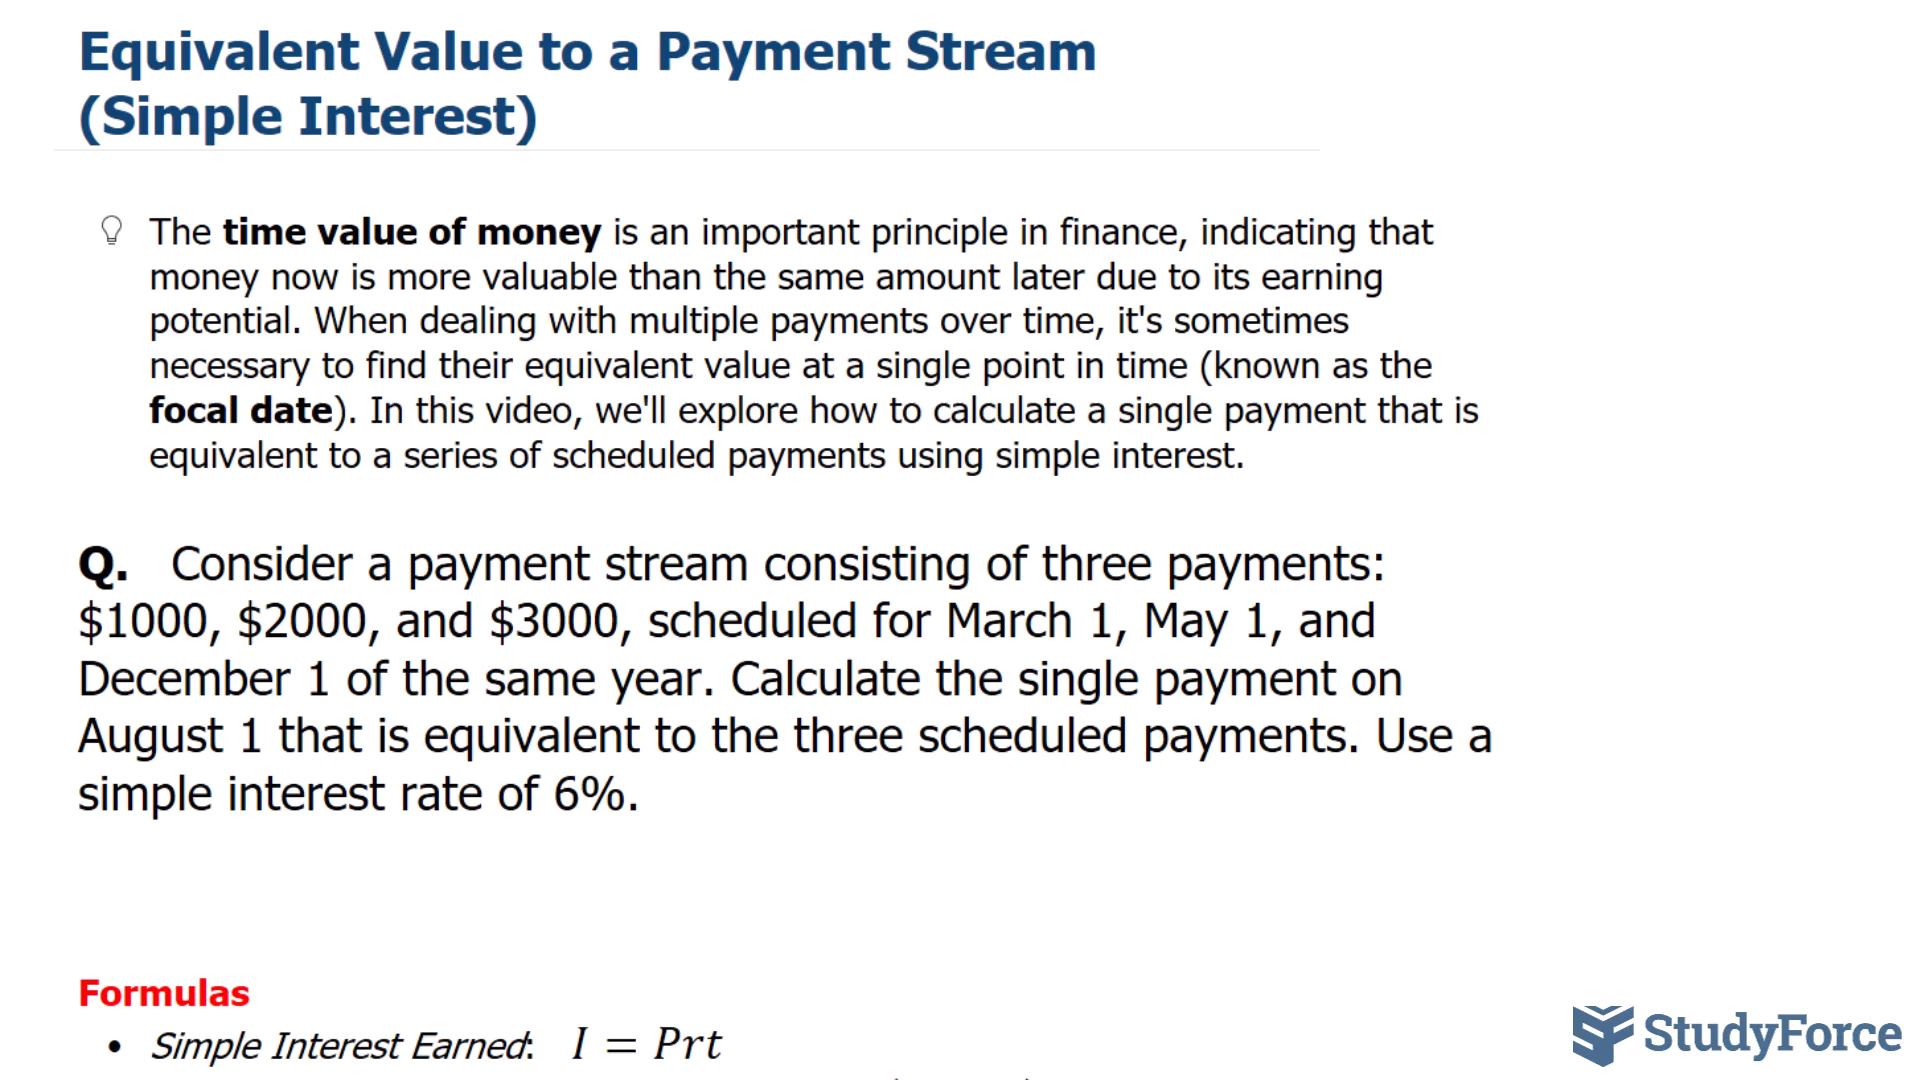 Equivalent Value to a Payment Stream
(Simple Interest)
The time value of money is an important principle in finance, indicating that
money now is more valuable than the same amount later due to its earning
potential. When dealing with multiple payments over time, it's sometimes
necessary to find their equivalent value at a single point in time (known as the
focal date). In this video, we'll explore how to calculate a single payment that is
equivalent to a series of scheduled payments using simple interest.
Q. Consider a payment stream consisting of three payments:
$1000, $2000, and $3000, scheduled for March 1, May 1, and
December 1 of the same year. Calculate the single payment on
August 1 that is equivalent to the three scheduled payments. Use a
simple interest rate of 6%.
Formulas
• Simple Interest Earned: I = Prt
StudyForce